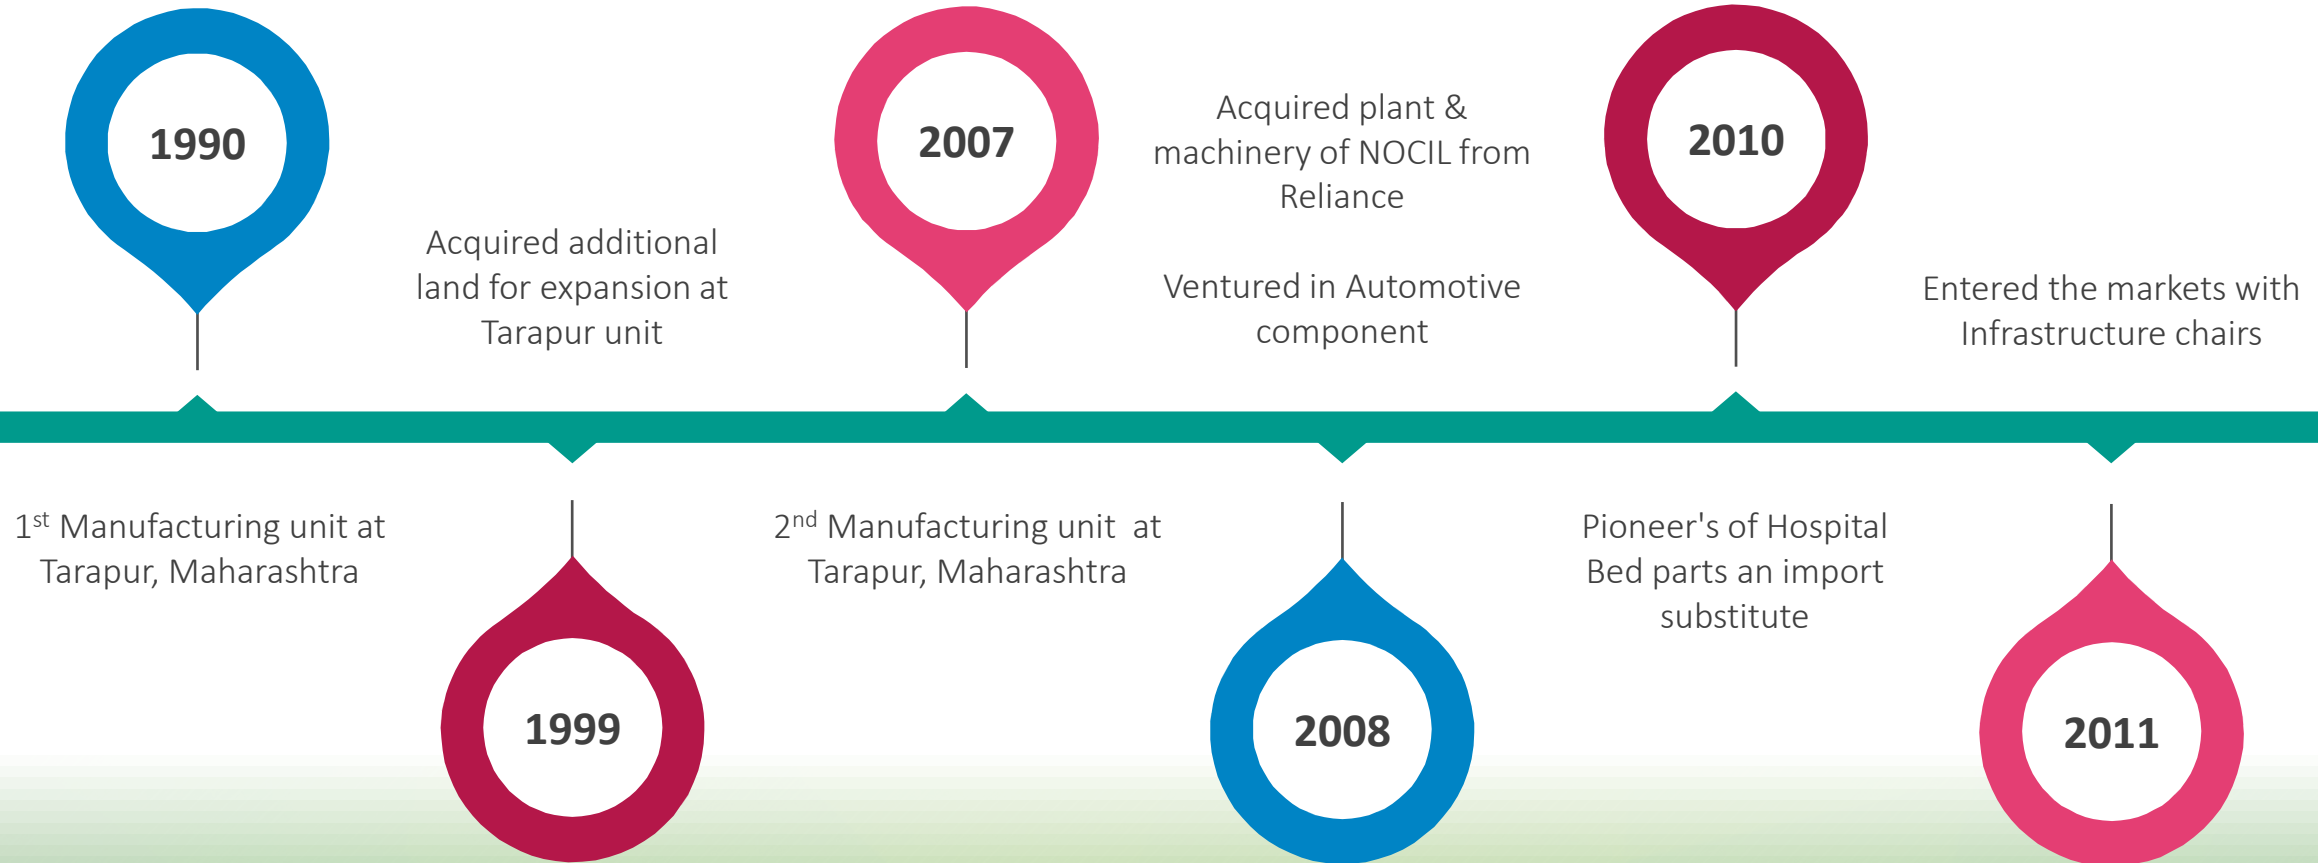 1990
1st Manufacturing unit at
Tarapur, Maharashtra
Acquired additional
land for expansion at
Tarapur unit
1999
2007
2nd Manufacturing unit at
Tarapur, Maharashtra
Acquired plant &
machinery of NOCIL from
Reliance
Ventured in Automotive
component
2008
2010
Pioneer's of Hospital
Bed parts an import
substitute
Entered the markets with
Infrastructure chairs
2011